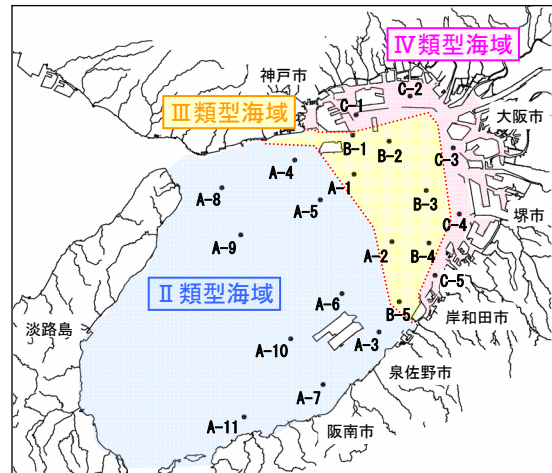 Ⅳ類型海域
神戸市
C-2
C-1
Ⅲ類型海域
大阪市
B-1
B-2
C-3
A-4
A-1
A-8
A-5
B-3
C-4
堺市
A-9
A-2
B-4
C-5
Ⅱ類型海域
A-6
B-5
岸和田市
淡路島
A-10
A-3
泉佐野市
A-7
A-11
阪南市